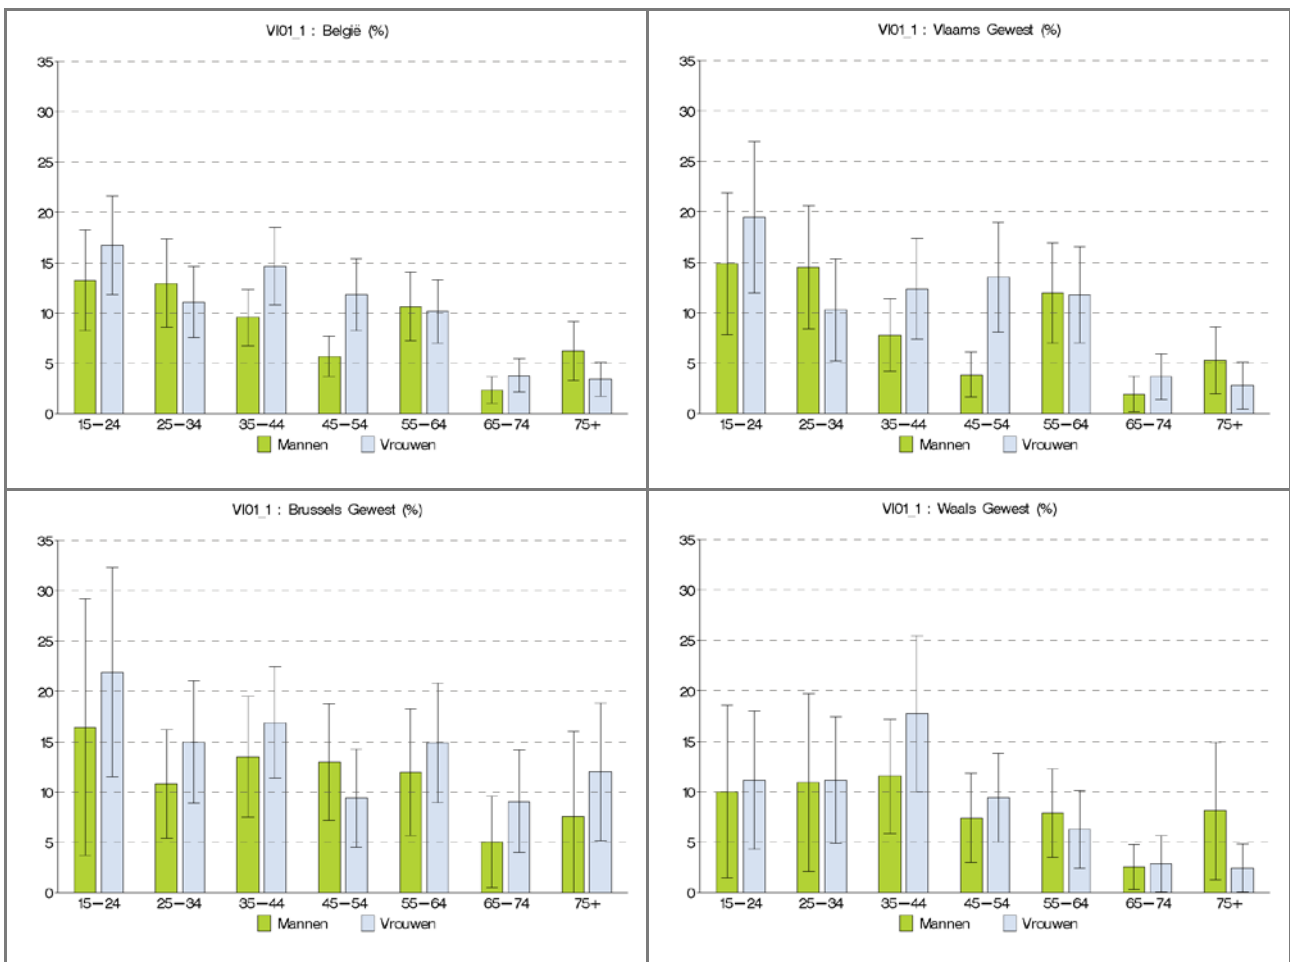 VI01_1 : België (%)
35
30
25
20
15
10
5
0
15-24 25-34 35-44 45-54 55-64 65-74 75+
Mannen Vrouwen
VI01_1 : Vlaams Gewest (%)
35
30
25
20
15
10
5
0
15-24 25-34 35-44 45-54 55-64 65-74 75+
Mannen Vrouwen
VI01_1 : Brussels Gewest (%)
35
30
25
20
15
10
5
0
15-24 25-34 35-44 45-54 55-64 65-74 75+
Mannen Vrouwen
VI01_1 : Waals Gewest (%)
35
30
25
20
15
10
5
0
15-24 25-34 35-44 45-54 55-64 65-74 75+
Mannen Vrouwen